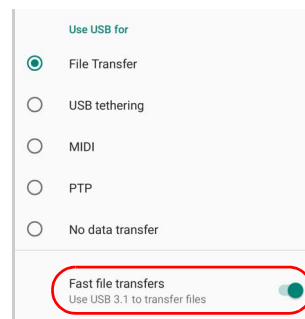 Use USB for
File Transfer
USB tethering
MIDI
PTP
No data transfer
Fast file transfers
Use USB 3.1 to transfer files